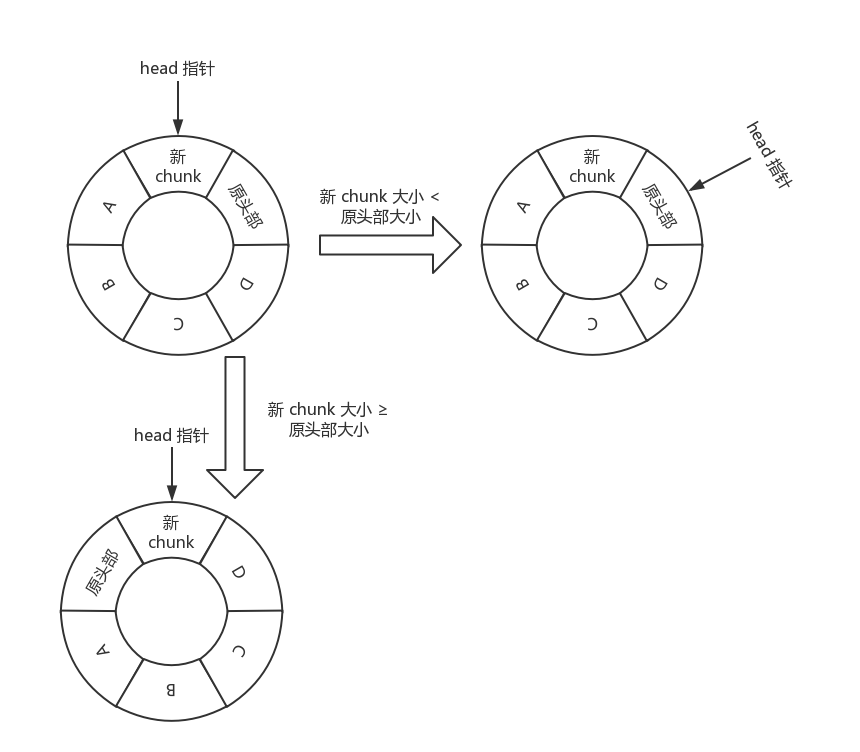 head 指针
新
chunk
原头部
D
C
B
A
新 chunk 大小 <
原头部大小
head 指针
新
chunk
原头部
D
C
B
A
新 chunk 大小 ≥
原头部大小
head 指针
新
chunk
D
C
B
A
原头部